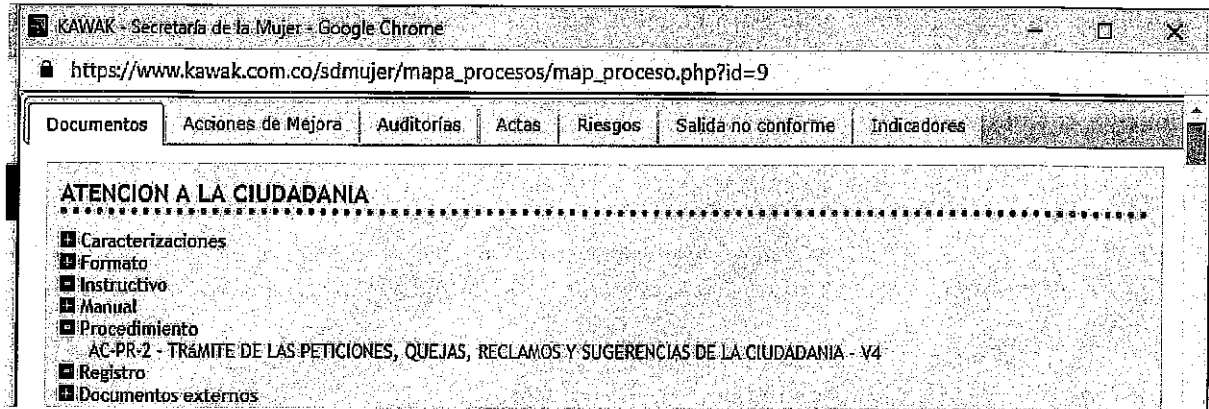 KAWAK - Secretaría de la Mujer - Google Chrome
https://www.kawak.com.co/sdmujer/mapa_procesos/map_proceso.php?id=9
Documentos Acciones de Mejora Auditorías Actas Riesgos Salida no conforme Indicadores
ATENCION A LA CIUDADANIA
Caracterizaciones
Formato
Instructivo
Manual
Procedimiento
AC-PR-2 - TRáMITE DE LAS PETICIONES, QUEJAS, RECLAMOS Y SUGERENCIAS DE LA CIUDADANIA - V4
Registro
Documentos externos